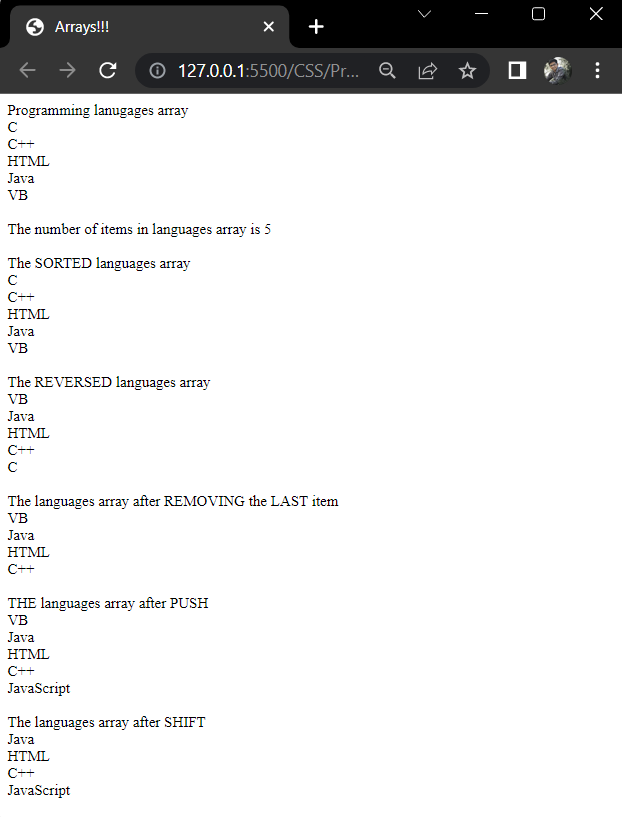 Arrays!!!
127.0.0.1:5500/CSS/Pr...
Programming lanugages array
C
C++
HTML
Java
VB
The number of items in languages array is 5
The SORTED languages array
C
C++
HTML
Java
VB
The REVERSED languages array
VB
Java
HTML
C++
C
The languages array after REMOVING the LAST item
VB
Java
HTML
C++
THE languages array after PUSH
VB
Java
HTML
C++
JavaScript
The languages array after SHIFT
Java
HTML
C++
JavaScript